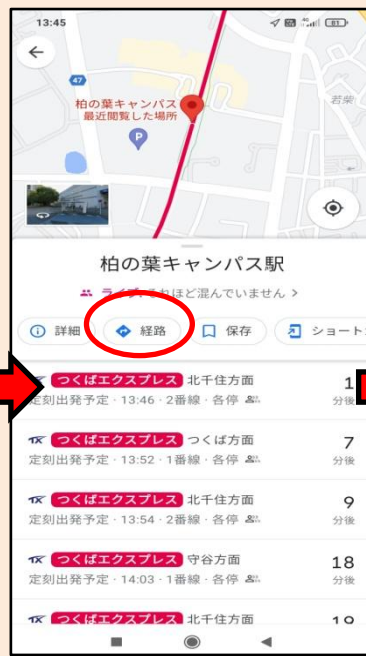 13:45
81
47
柏の葉キャンパス
最近閲覧した場所
若柴
P
柏の葉キャンパス駅
ライブ: それほど混んでいません >
詳細
経路
保存
ショート
つくばエクスプレス 北千住方面 1
定刻出発予定 · 13:46 · 2番線 · 各停 分後
TX つくばエクスプレス つくば方面 7
定刻出発予定 · 13:52 · 1番線 · 各停 分後
TX つくばエクスプレス 北千住方面 9
定刻出発予定 · 13:54 · 2番線 · 各停 分後
TX つくばエクスプレス 守谷方面 18
定刻出発予定 · 14:03 · 1番線 · 各停 分後
TX つくばエクスプレス 北千住方面 19